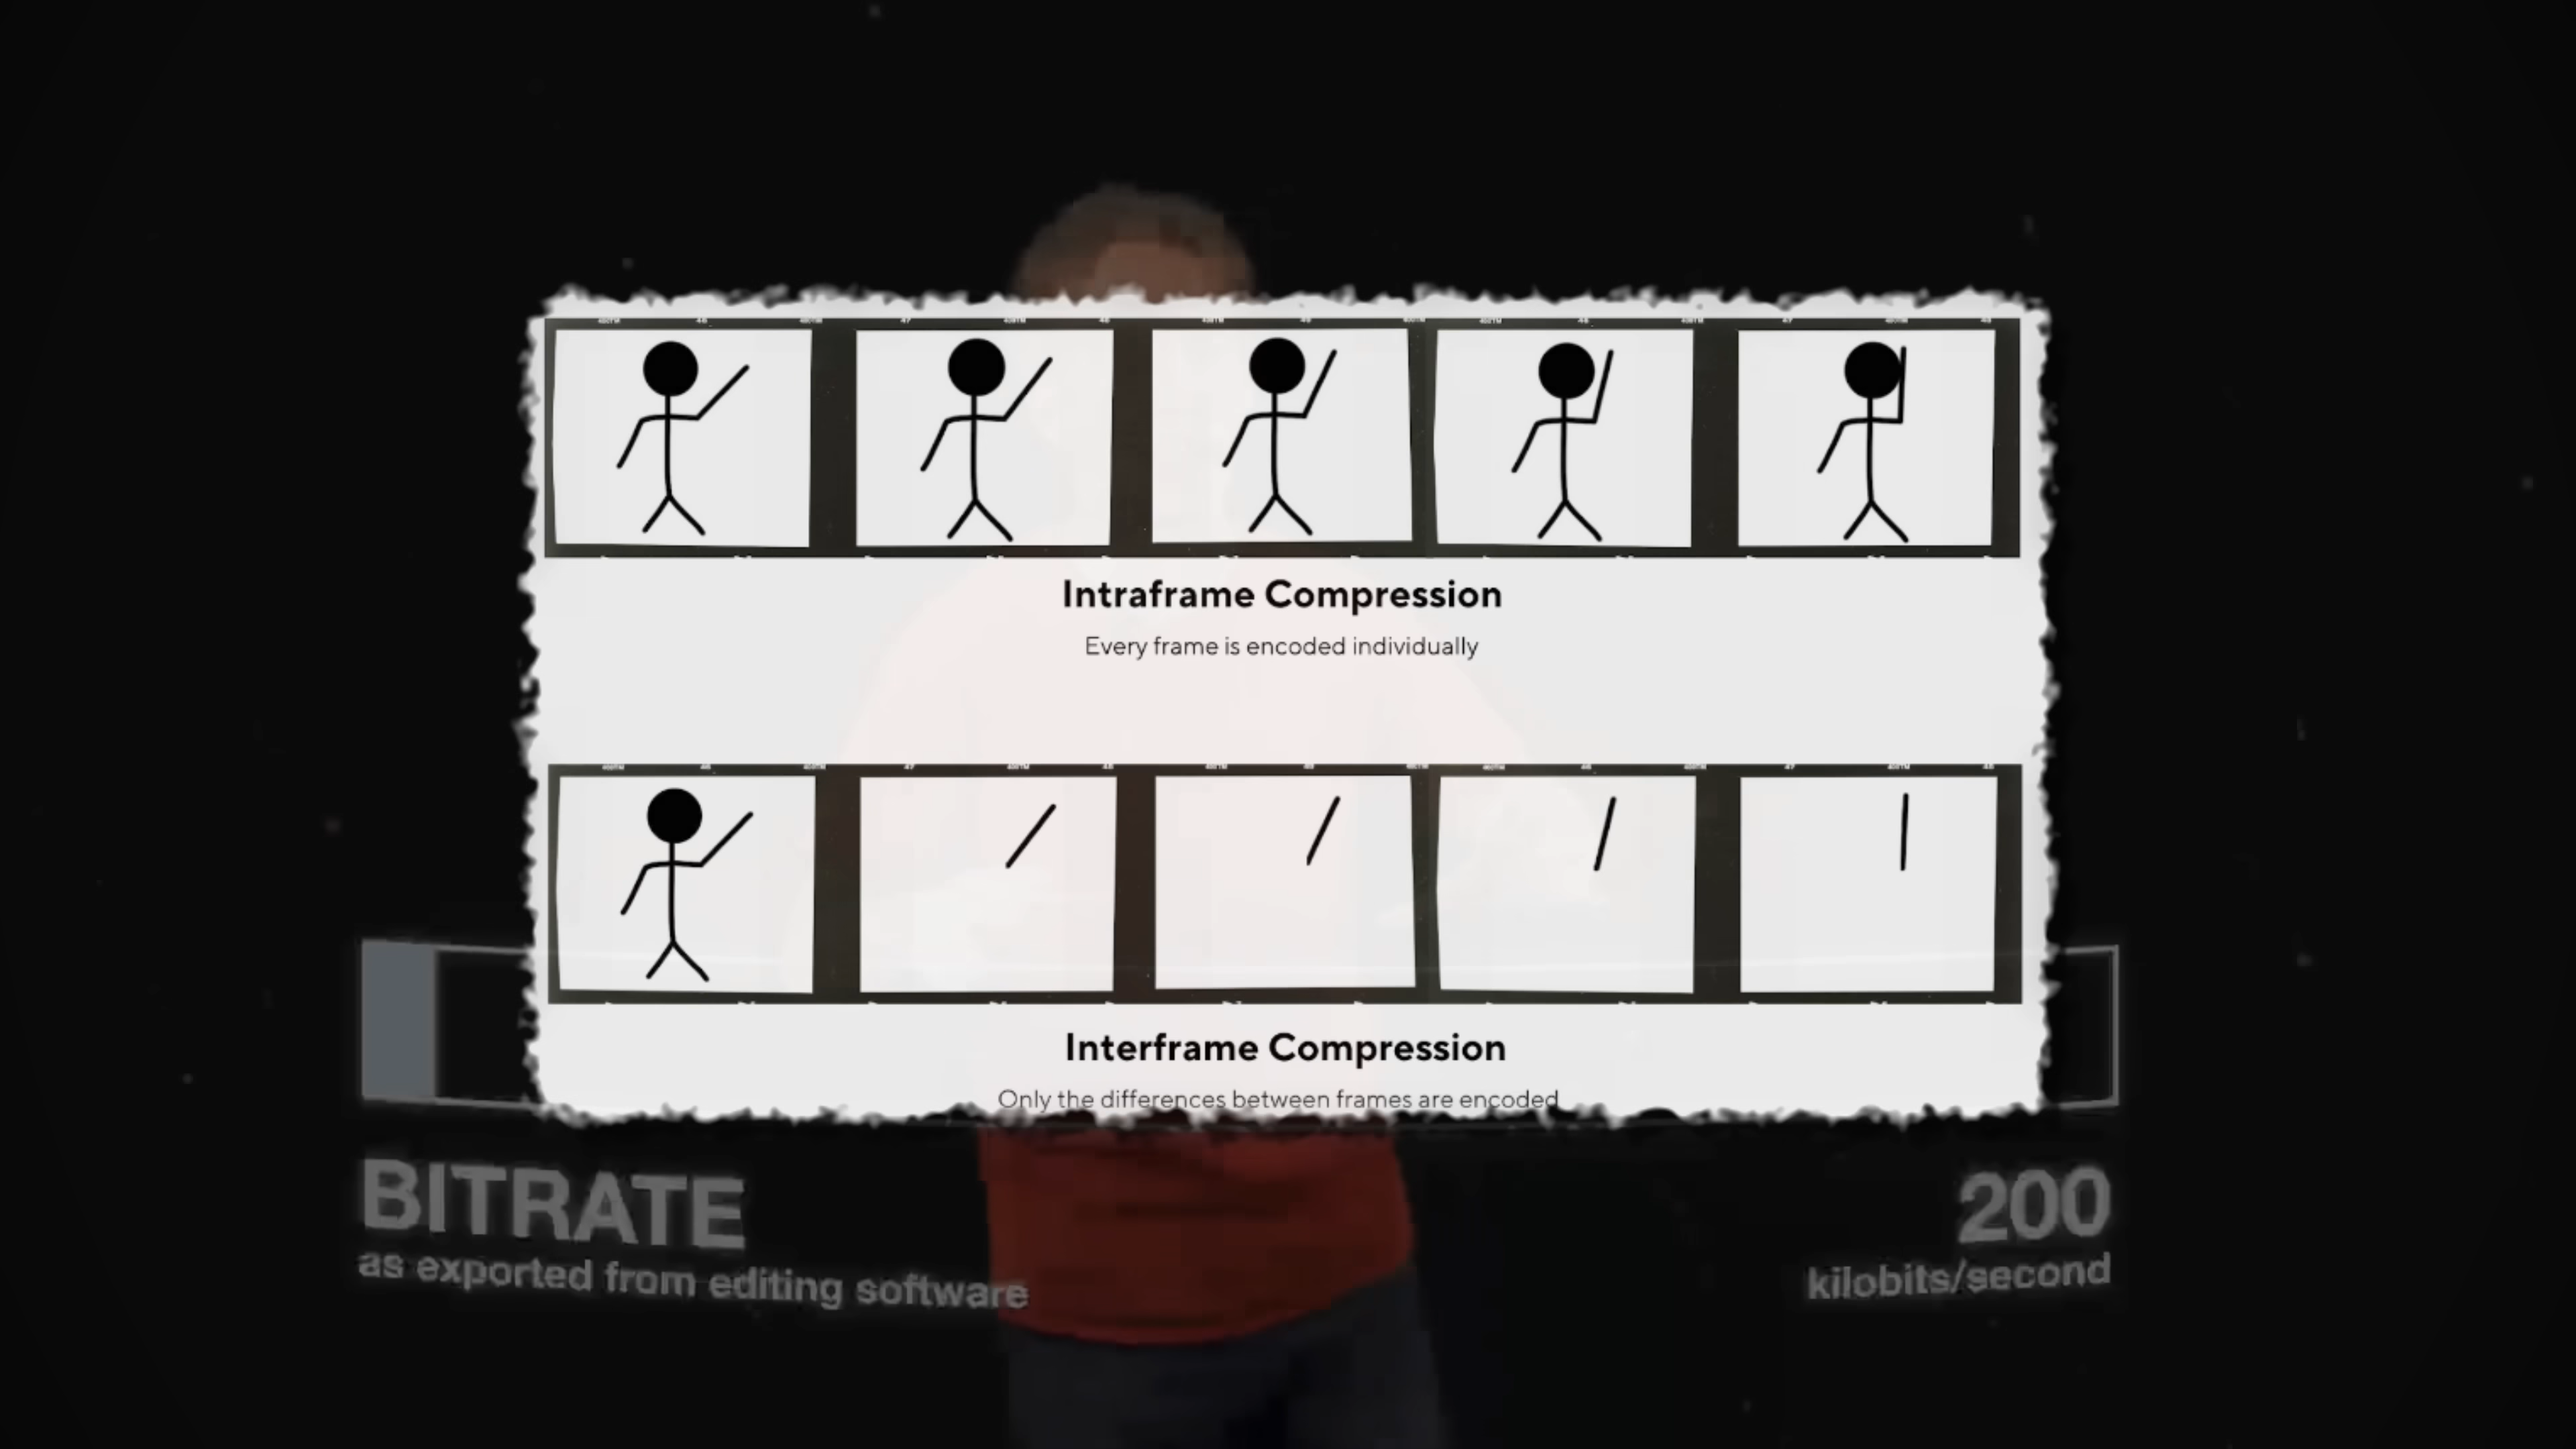 Intraframe Compression
Every frame is encoded individually
Interframe Compression
Only the differences between frames are encoded
BITRATE
as exported from editing software
200
kilobits/second